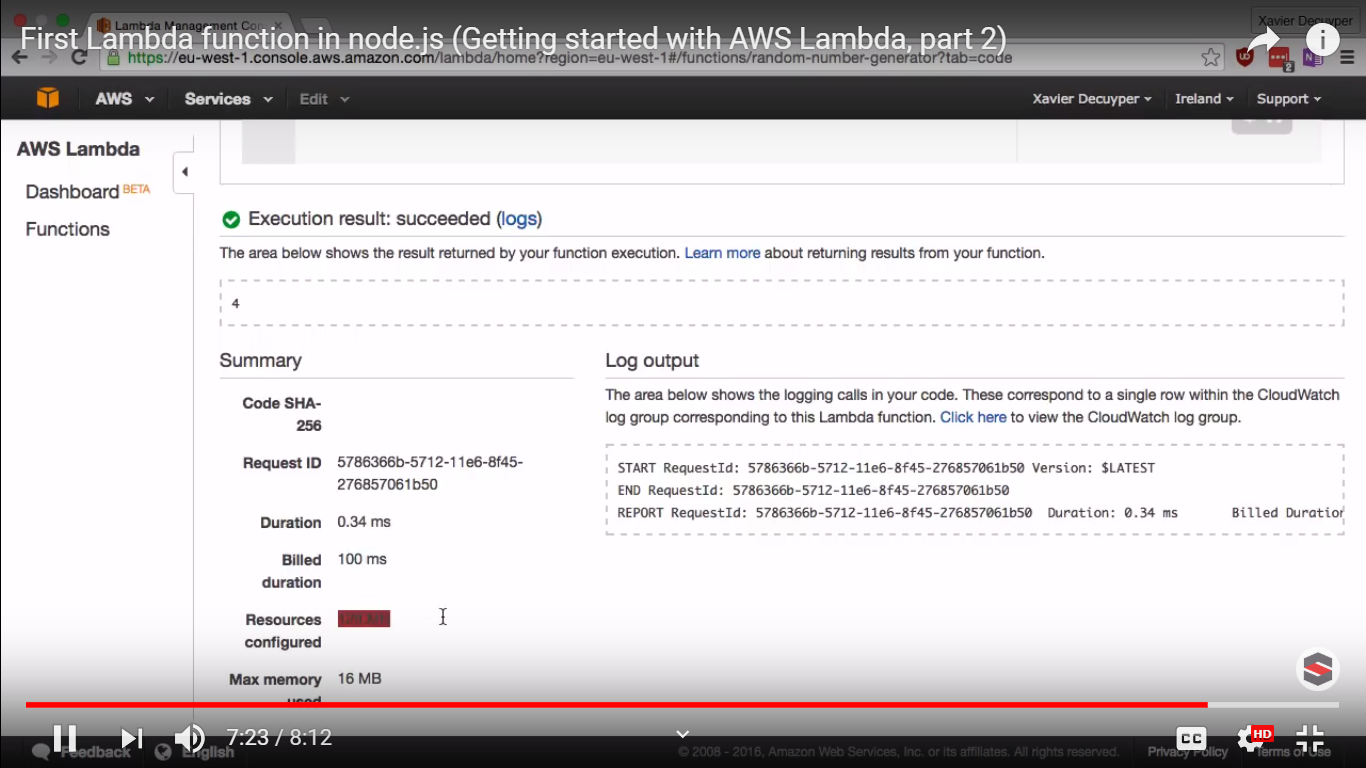 Lambda Management Con
Xavier Decuyper
First Lambda function in node.js (Getting started with AWS Lambda, part 2)
https://eu-west-1.console.aws.amazon.com/lambda/home?region=eu-west-1#/functions/random-number-generator?tab=code
2
AWS Services Edit Xavier Decuyper Ireland Support
AWS Lambda
Dashboard BETA
Functions
Execution result: succeeded (logs)
The area below shows the result returned by your function execution. Learn more about returning results from your function.
4
Summary
Code SHA-
256
Request ID 5786366b-5712-11e6-8f45-
276857061b50
Duration 0.34 ms
Billed 100 ms
duration
Resources
configured
Max memory 16 MB
used
Log output
The area below shows the logging calls in your code. These correspond to a single row within the CloudWatch
log group corresponding to this Lambda function. Click here to view the CloudWatch log group.
START RequestId: 5786366b-5712-11e6-8f45-276857061b50 Version: $LATEST
END RequestId: 5786366b-5712-11e6-8f45-276857061b50
REPORT RequestId: 5786366b-5712-11e6-8f45-276857061b50 Duration: 0.34 ms Billed Duration
7:23 / 8:12
CC HD
Feedback English © 2008 - 2016, Amazon Web Services, Inc. or its affiliates. All rights reserved. Privacy Policy Terms of Use